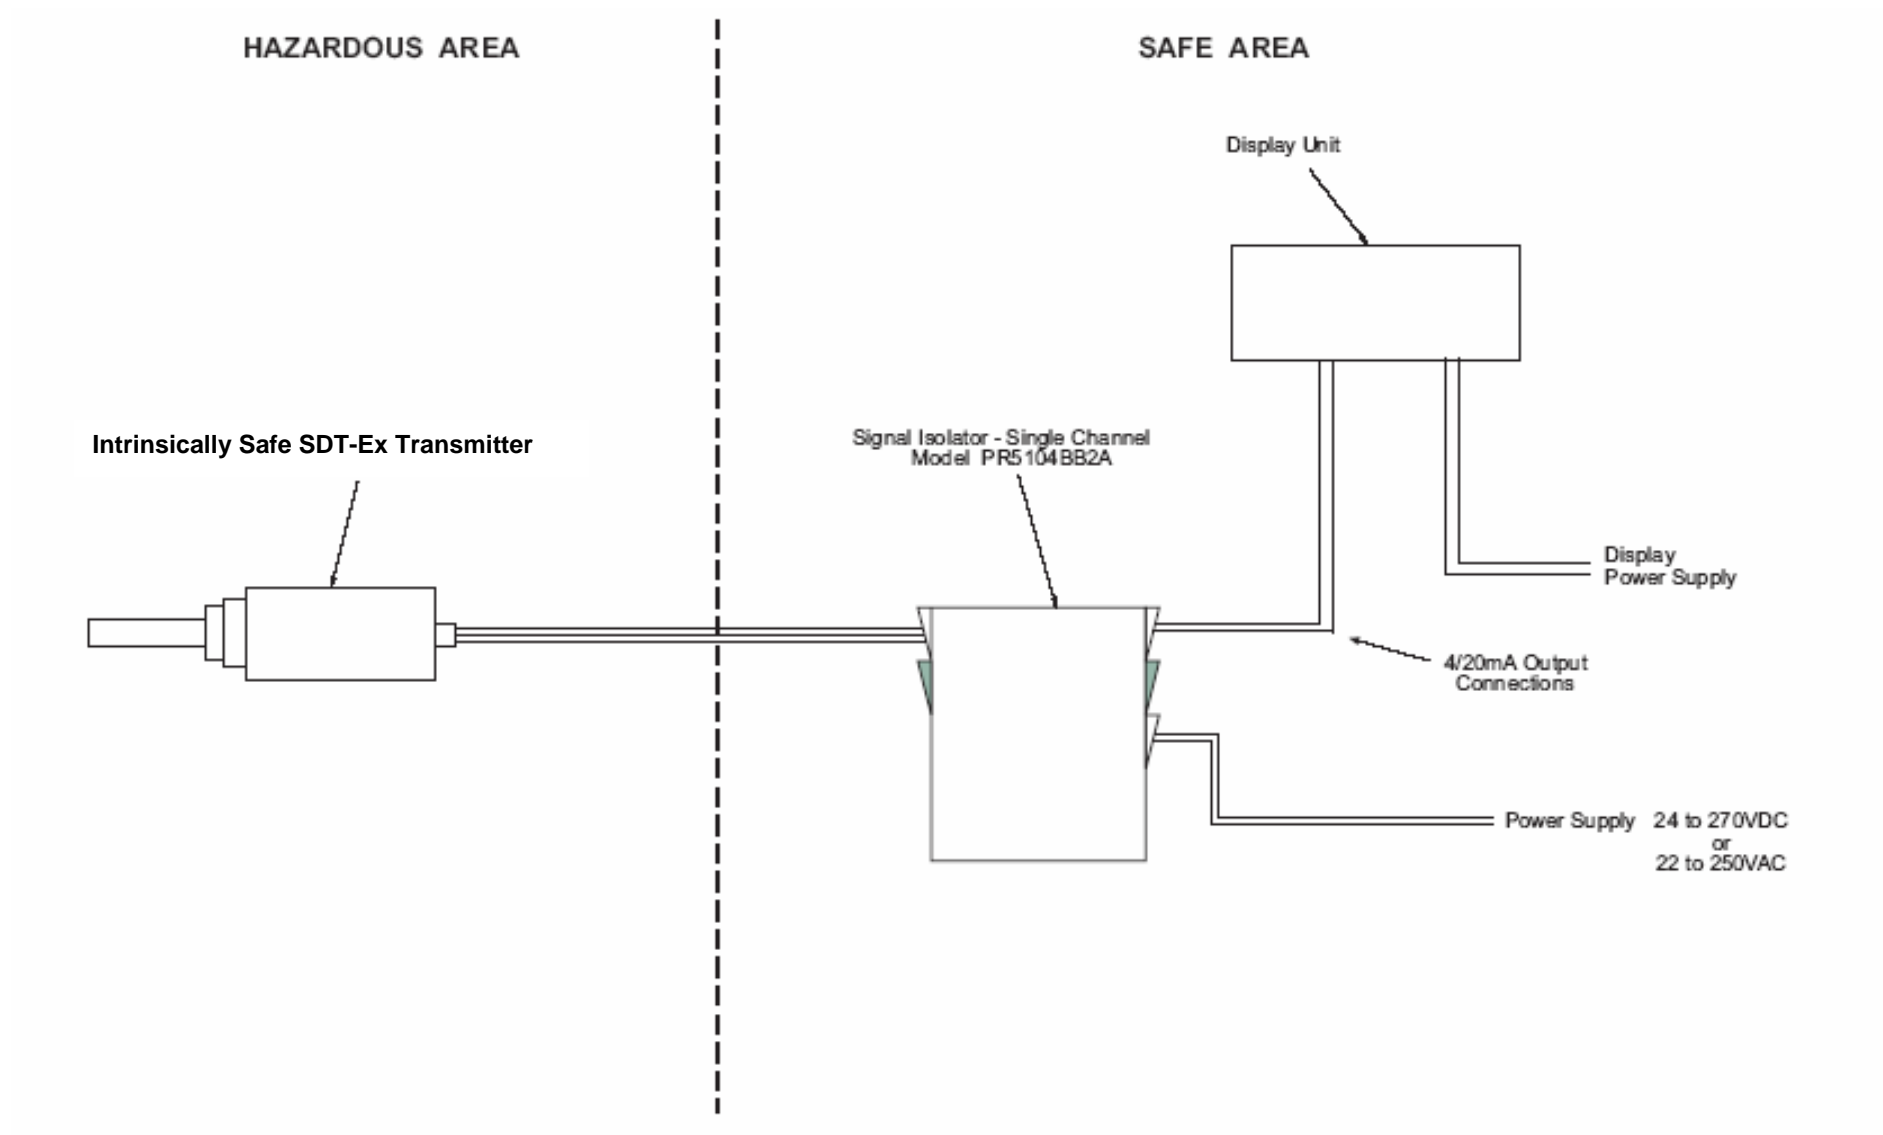 HAZARDOUS AREA
SAFE AREA
Display Unit
Intrinsically Safe SDT-Ex Transmitter
Signal Isolator - Single Channel
Model PR5104BB2A
Display
Power Supply
4/20mA Output
Connections
Power Supply 24 to 270VDC
or
22 to 250VAC